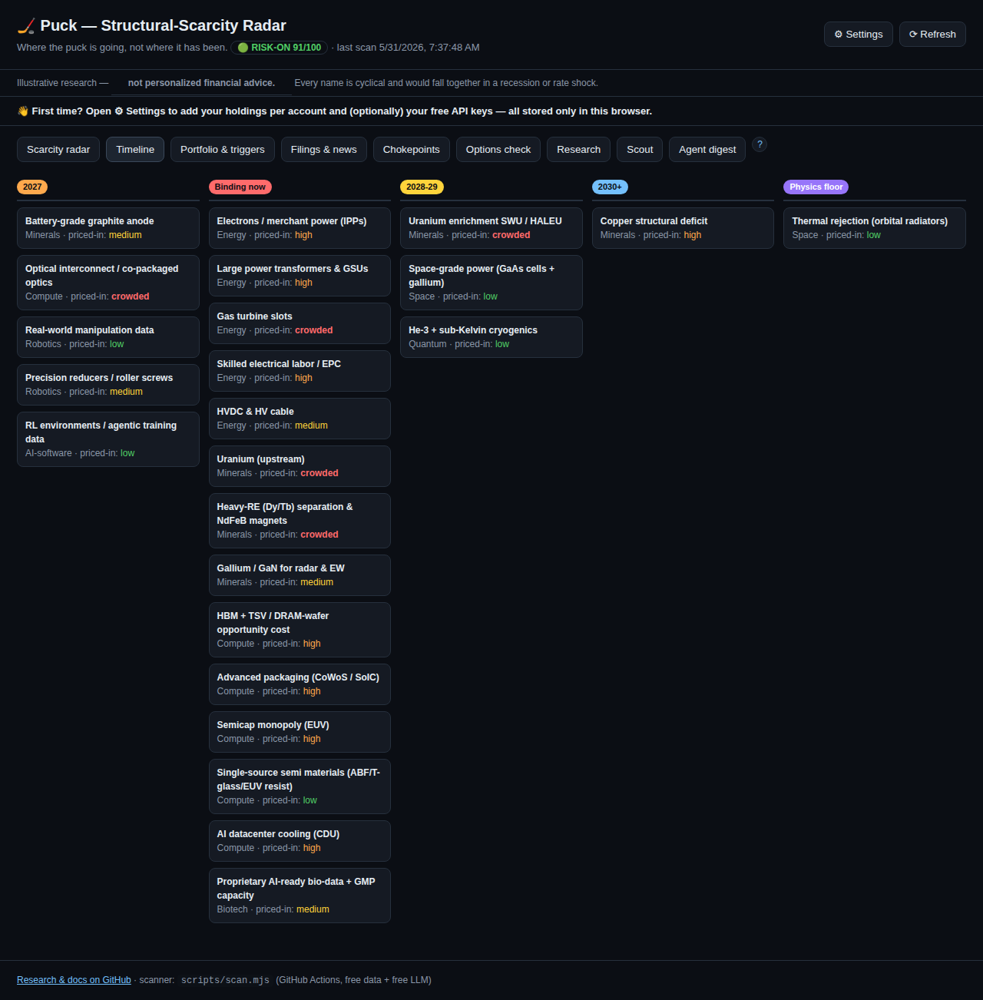 🏒 Puck — Structural-Scarcity Radar
Where the puck is going, not where it has been. 🟢 RISK-ON 91/100 · last scan 5/31/2026, 7:37:48 AM
⚙ Settings
⟳ Refresh
Illustrative research — not personalized financial advice. Every name is cyclical and would fall together in a recession or rate shock.
👋 First time? Open ⚙ Settings to add your holdings per account and (optionally) your free API keys — all stored only in this browser.
Scarcity radar
Timeline
Portfolio & triggers
Filings & news
Chokepoints
Options check
Research
Scout
Agent digest
?
2027
Battery-grade graphite anode
Minerals · priced-in: medium
Optical interconnect / co-packaged
optics
Compute · priced-in: crowded
Real-world manipulation data
Robotics · priced-in: low
Precision reducers / roller screws
Robotics · priced-in: medium
RL environments / agentic training
data
AI-software · priced-in: low
Binding now
Electrons / merchant power (IPPs)
Energy · priced-in: high
Large power transformers & GSUs
Energy · priced-in: high
Gas turbine slots
Energy · priced-in: crowded
Skilled electrical labor / EPC
Energy · priced-in: high
HVDC & HV cable
Energy · priced-in: medium
Uranium (upstream)
Minerals · priced-in: crowded
Heavy-RE (Dy/Tb) separation &
NdFeB magnets
Minerals · priced-in: crowded
Gallium / GaN for radar & EW
Minerals · priced-in: medium
HBM + TSV / DRAM-wafer
opportunity cost
Compute · priced-in: high
Advanced packaging (CoWoS / SoIC)
Compute · priced-in: high
Semicap monopoly (EUV)
Compute · priced-in: high
Single-source semi materials (ABF/T-
glass/EUV resist)
Compute · priced-in: low
AI datacenter cooling (CDU)
Compute · priced-in: high
Proprietary AI-ready bio-data + GMP
capacity
Biotech · priced-in: medium
2028-29
Uranium enrichment SWU / HALEU
Minerals · priced-in: crowded
Space-grade power (GaAs cells +
gallium)
Space · priced-in: low
He-3 + sub-Kelvin cryogenics
Quantum · priced-in: low
2030+
Copper structural deficit
Minerals · priced-in: high
Physics floor
Thermal rejection (orbital radiators)
Space · priced-in: low
Research & docs on GitHub · scanner: scripts/scan.mjs (GitHub Actions, free data + free LLM)